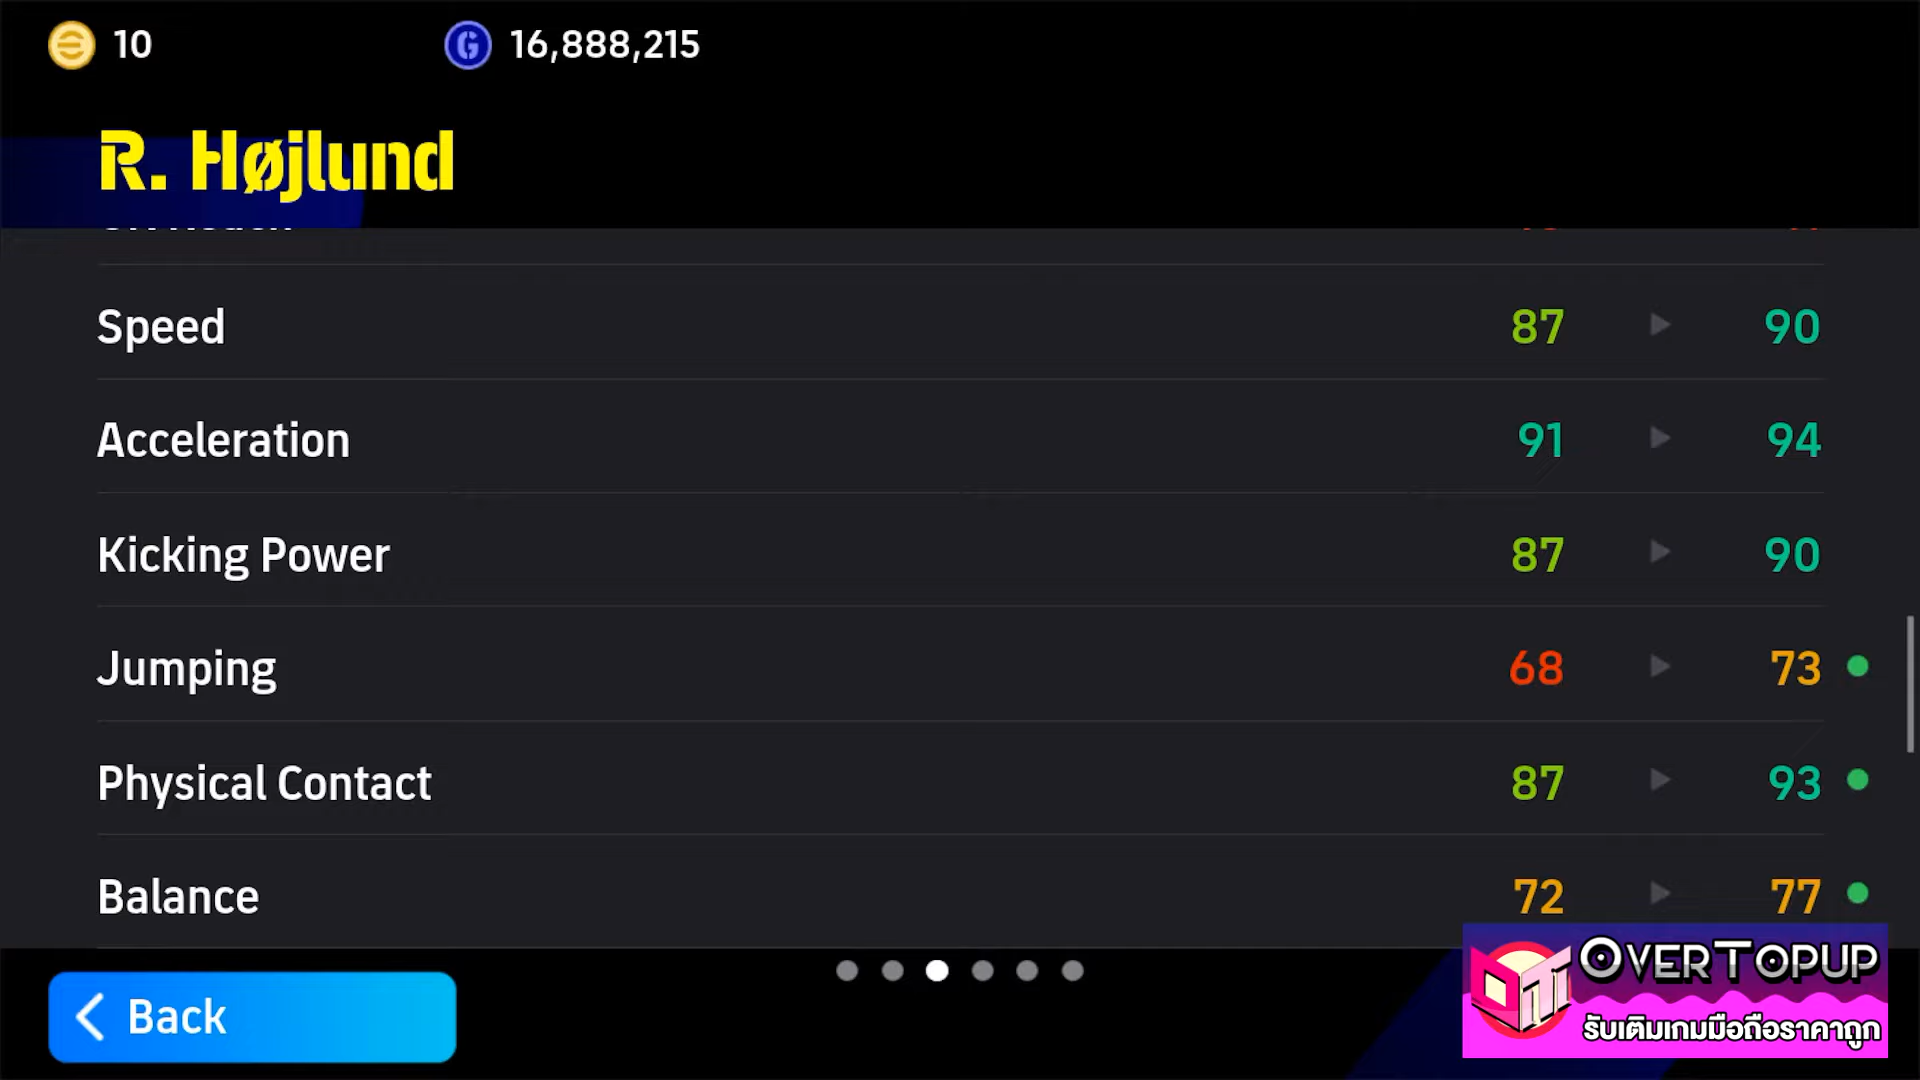 10
16,888,215
R. Højlund
Speed 87 90
Acceleration 91 94
Kicking Power 87 90
Jumping 68 73
Physical Contact 87 93
Balance 72 77
Back
OVERTOPUP
รับเติมเกมมือถือราคาถูก